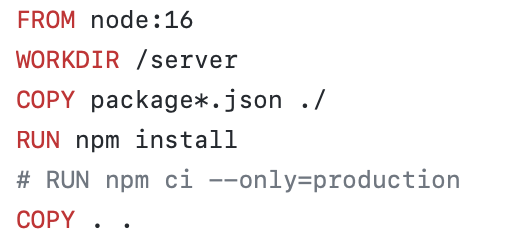 FROM node:16
WORKDIR /server
COPY package*.json ./
RUN npm install
# RUN npm ci --only=production
COPY . .